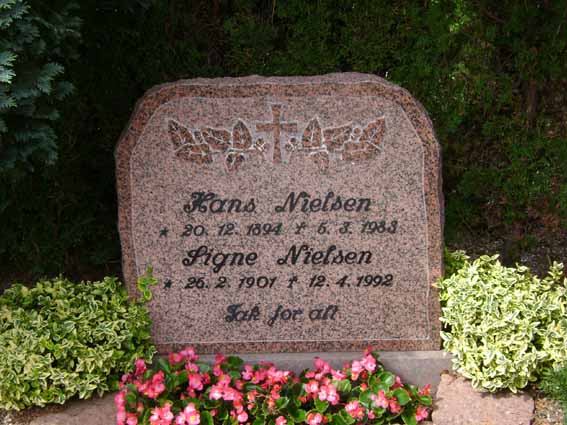 Hans Nielsen
* 20. 12. 1894 † 5. 3. 1983
Signe Nielsen
* 26. 2. 1901 † 12. 4. 1992
Tak for alt